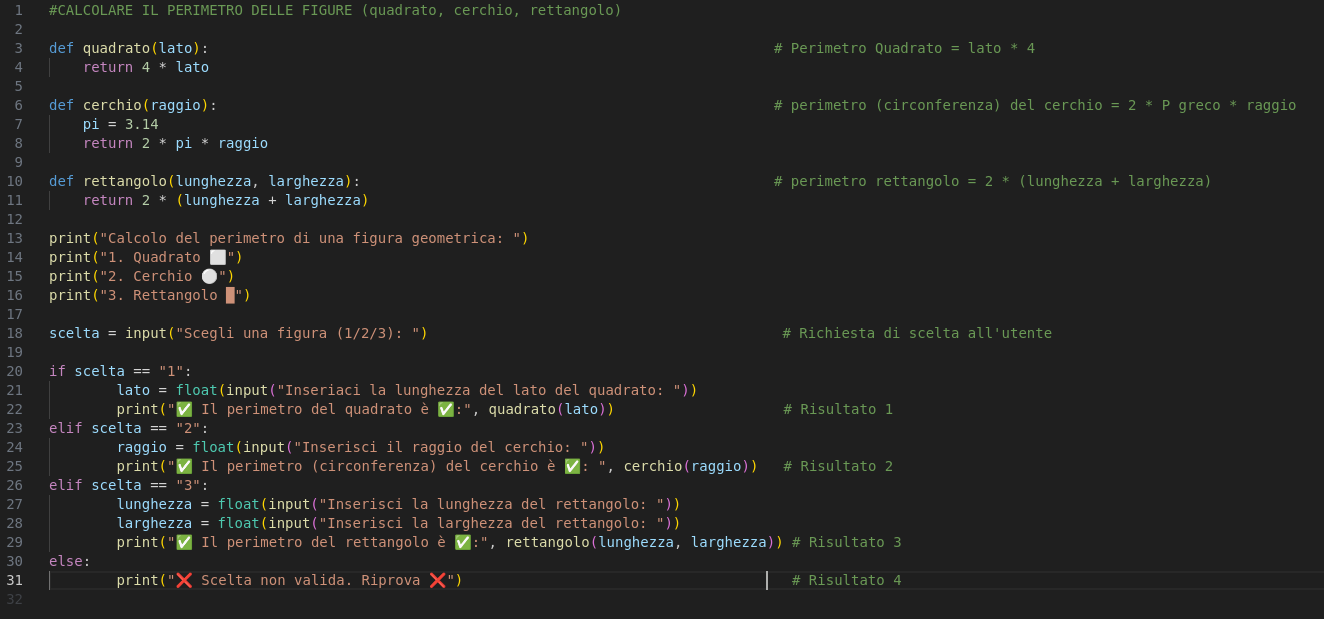 1 #CALCOLARE IL PERIMETRO DELLE FIGURE (quadrato, cerchio, rettangolo)
2
3 def quadrato(lato): # Perimetro Quadrato = lato * 4
4     return 4 * lato
5
6 def cerchio(raggio): # perimetro (circonferenza) del cerchio = 2 * P greco * raggio
7     pi = 3.14
8     return 2 * pi * raggio
9
10 def rettangolo(lunghezza, larghezza): # perimetro rettangolo = 2 * (lunghezza + larghezza)
11     return 2 * (lunghezza + larghezza)
12
13 print("Calcolo del perimetro di una figura geometrica: ")
14 print("1. Quadrato ⬜")
15 print("2. Cerchio ⚪")
16 print("3. Rettangolo █")
17
18 scelta = input("Scegli una figura (1/2/3): ") # Richiesta di scelta all'utente
19
20 if scelta == "1":
21         lato = float(input("Inseriaci la lunghezza del lato del quadrato: "))
22         print("✅ Il perimetro del quadrato è ✅:", quadrato(lato)) # Risultato 1
23 elif scelta == "2":
24         raggio = float(input("Inserisci il raggio del cerchio: "))
25         print("✅ Il perimetro (circonferenza) del cerchio è ✅: ", cerchio(raggio)) # Risultato 2
26 elif scelta == "3":
27         lunghezza = float(input("Inserisci la lunghezza del rettangolo: "))
28         larghezza = float(input("Inserisci la larghezza del rettangolo: "))
29         print("✅ Il perimetro del rettangolo è ✅:", rettangolo(lunghezza, larghezza)) # Risultato 3
30 else:
31         print("❌ Scelta non valida. Riprova ❌") # Risultato 4
32